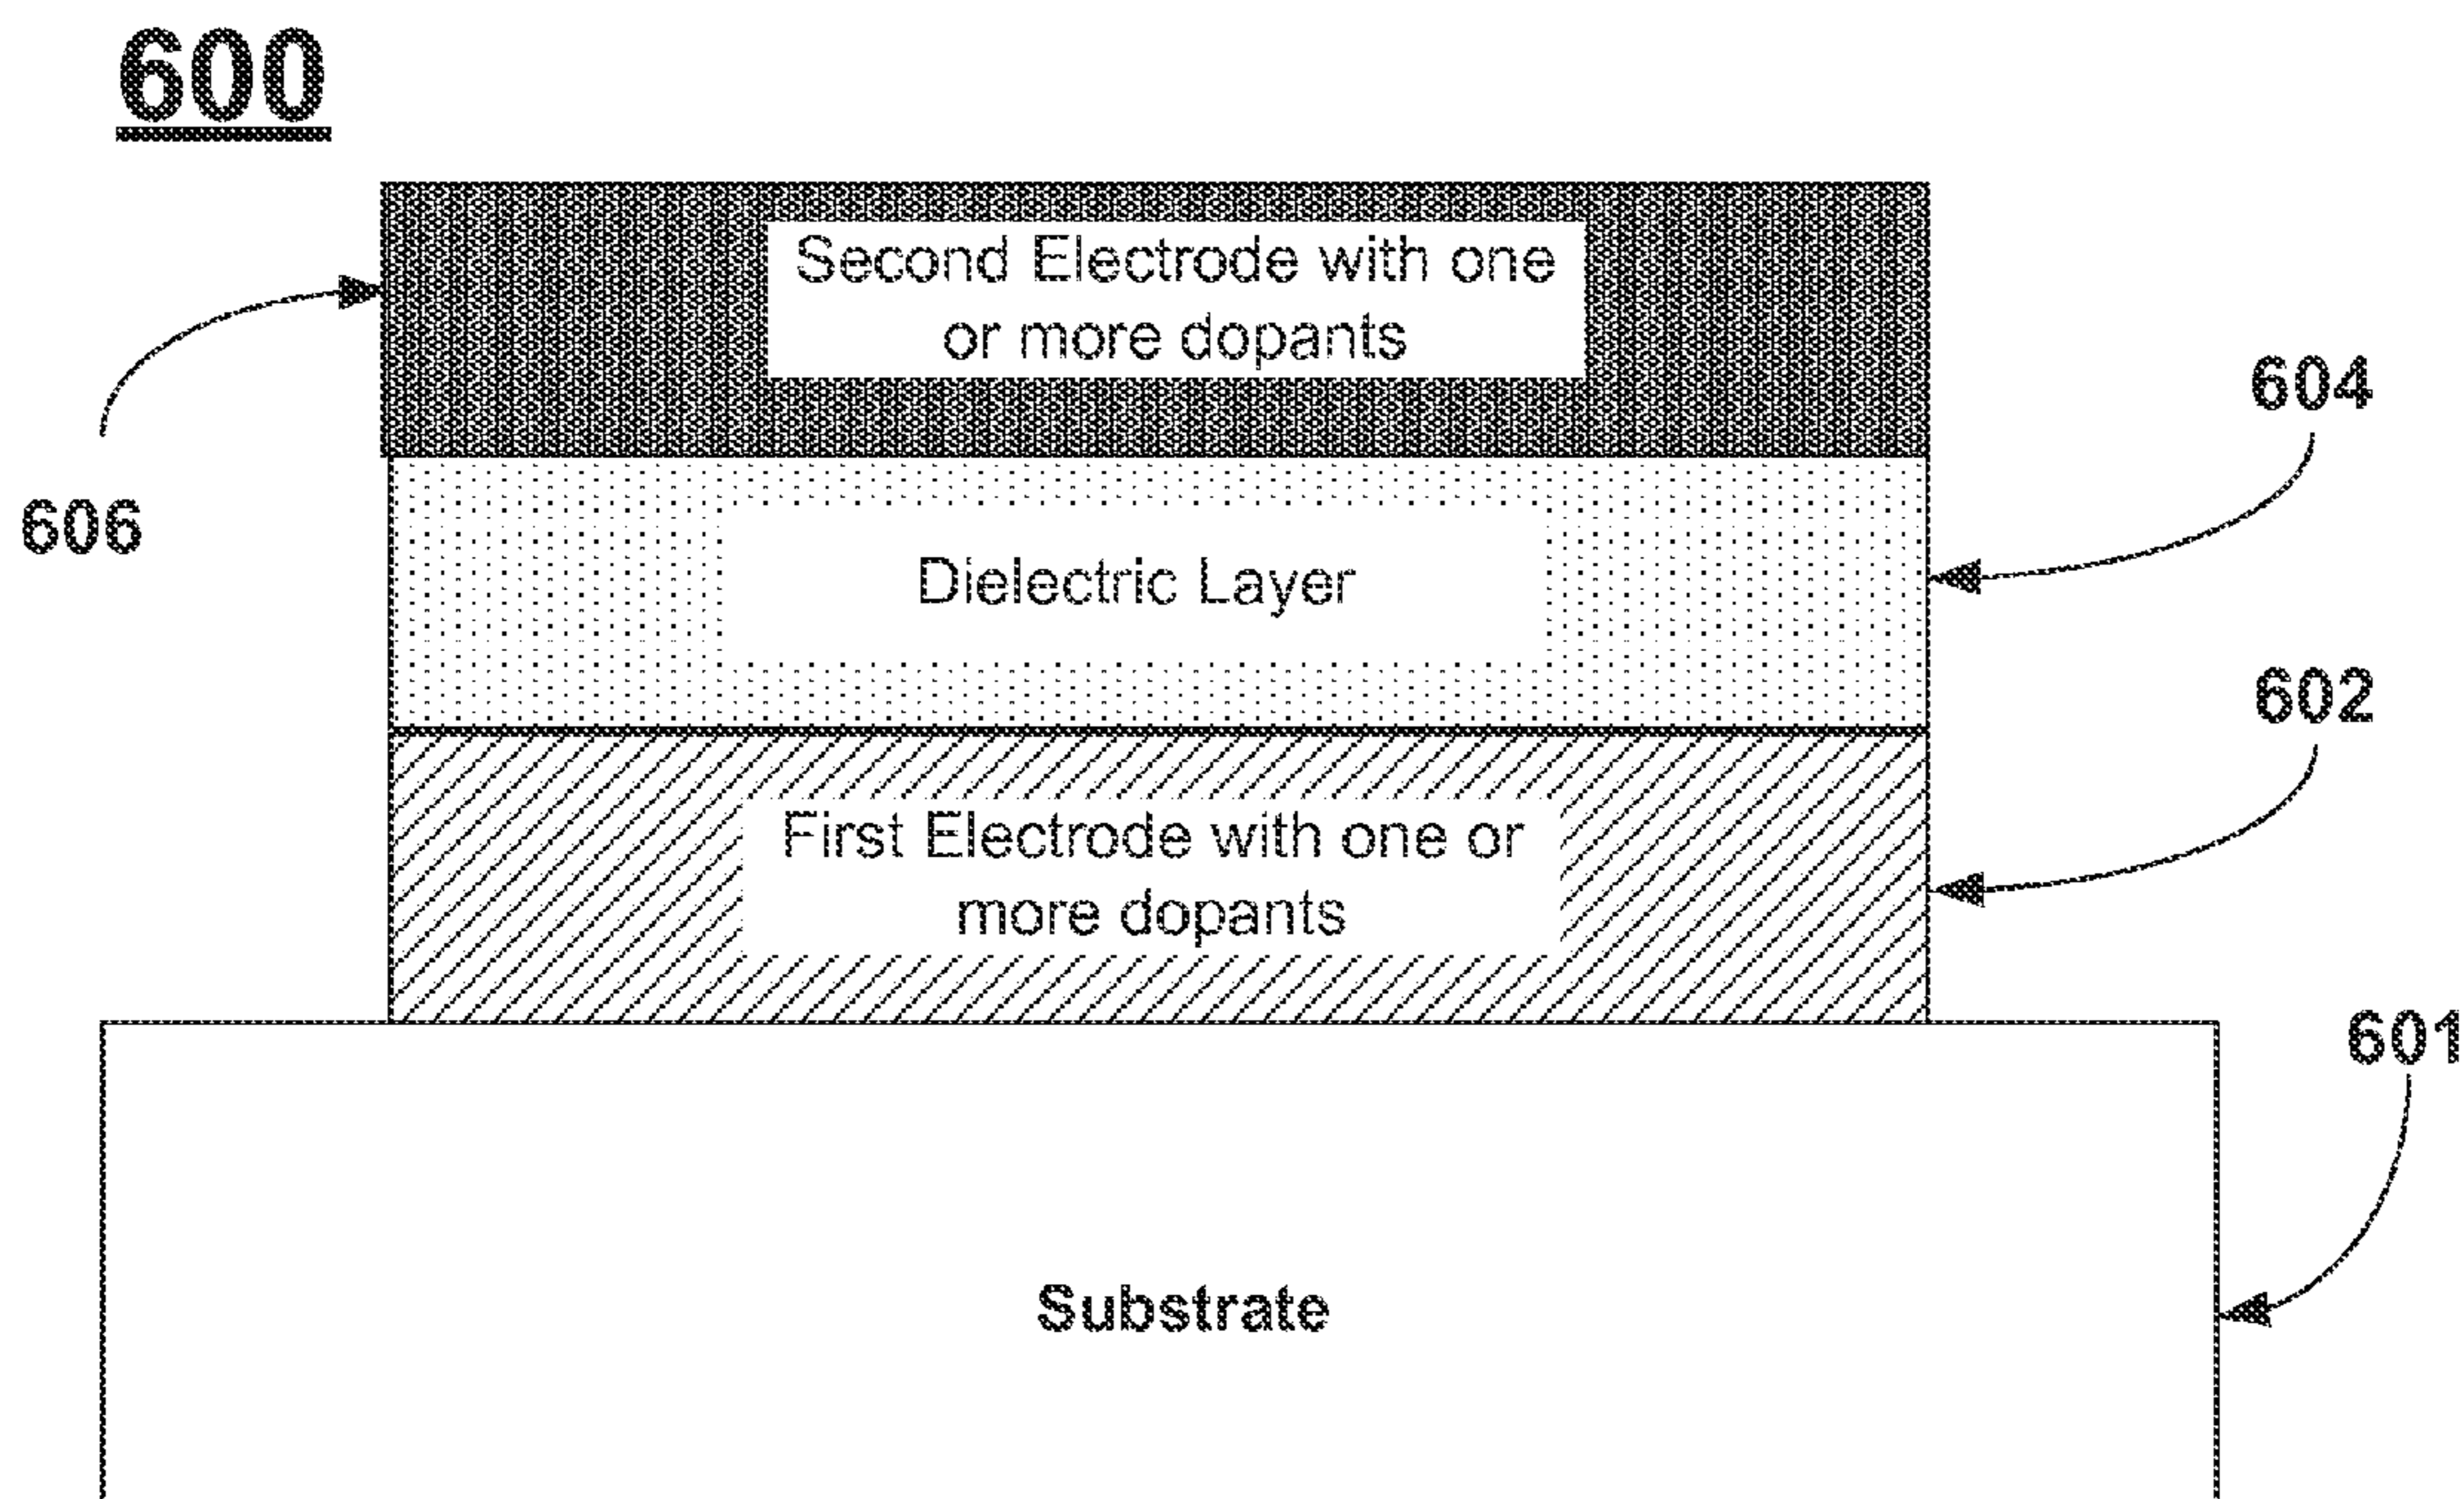 600
Second Electrode with one
or more dopants
604
606
Dielectric Layer
602
First Electrode with one or
more dopants
601
Substrate